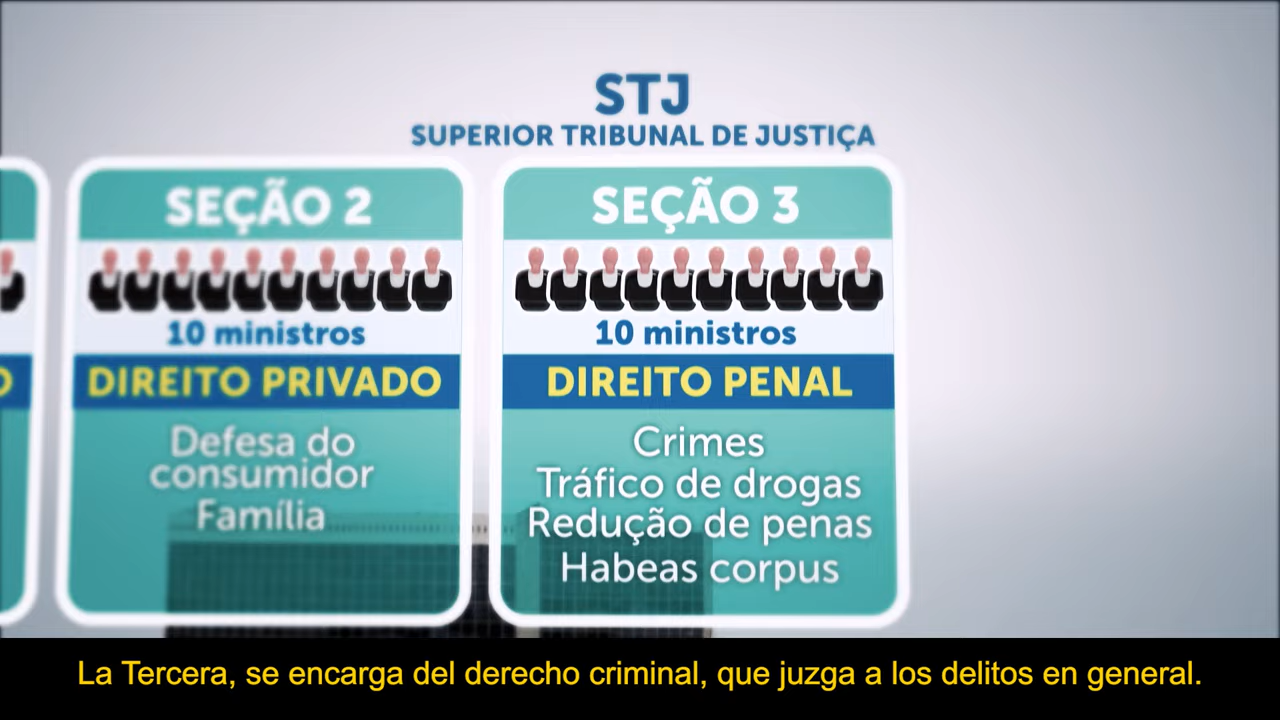 STJ
SUPERIOR TRIBUNAL DE JUSTIÇA
SEÇÃO 2
10 ministros
DIREITO PRIVADO
Defesa do
consumidor
Família
SEÇÃO 3
10 ministros
DIREITO PENAL
Crimes
Tráfico de drogas
Redução de penas
Habeas corpus
La Tercera, se encarga del derecho criminal, que juzga a los delitos en general.